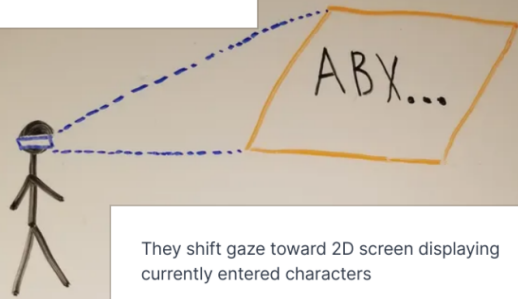 ABX...
They shift gaze toward 2D screen displaying
currently entered characters